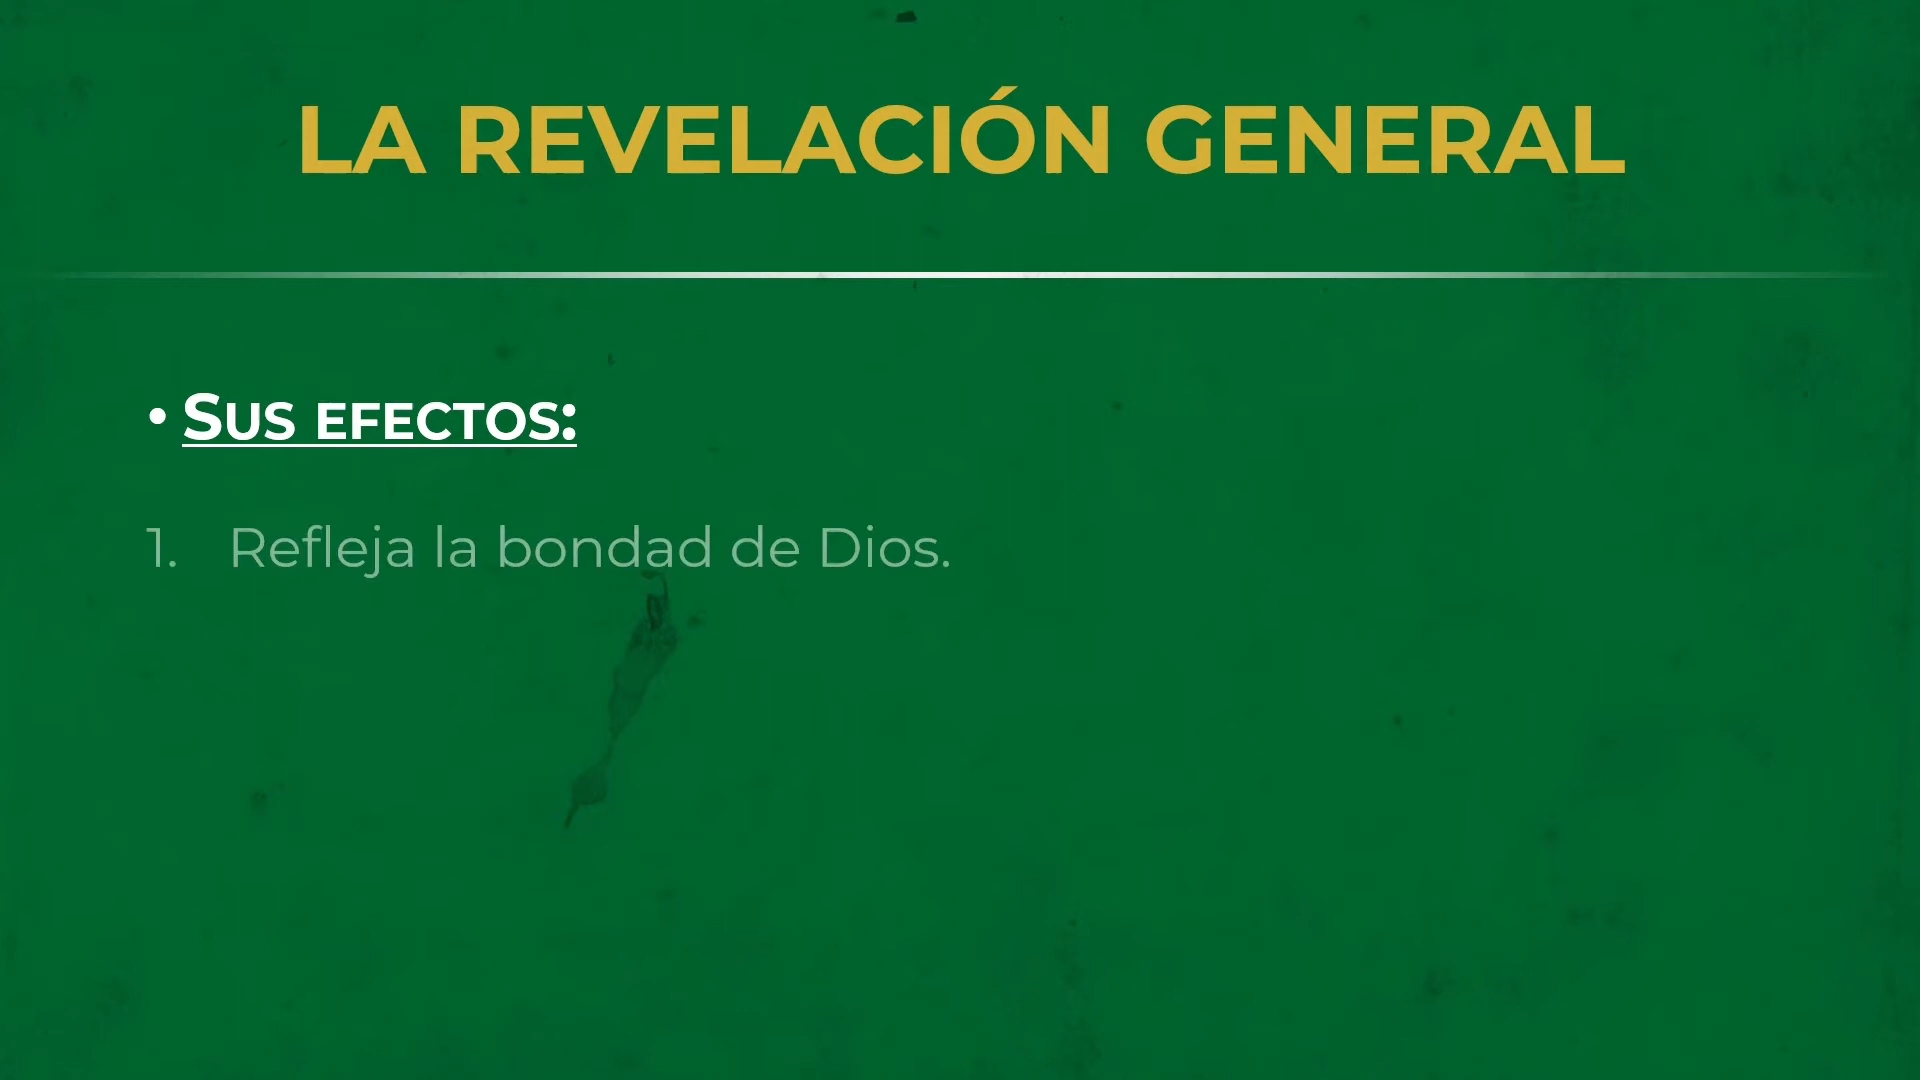 LA REVELACIÓN GENERAL
• SUS EFECTOS:
1. Refleja la bondad de Dios.